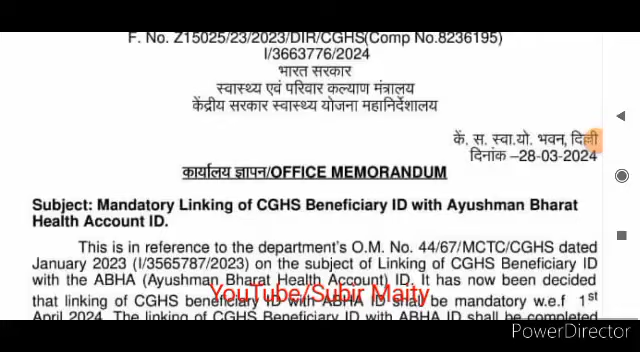 F. No. Z15025/23/2023/DIR/CGHS(Comp No.8236195)
I/3663776/2024
भारत सरकार
स्वास्थ्य एवं परिवार कल्याण मंत्रालय
केंद्रीय सरकार स्वास्थ्य योजना महानिर्देशालय
कें. स. स्वा.यो. भवन, दिल्ली
दिनांक –28-03-2024
कार्यालय ज्ञापन/OFFICE MEMORANDUM
Subject: Mandatory Linking of CGHS Beneficiary ID with Ayushman Bharat
Health Account ID.
This is in reference to the department's O.M. No. 44/67/MCTC/CGHS dated
January 2023 (I/3565787/2023) on the subject of Linking of CGHS Beneficiary ID
with the ABHA (Ayushman Bharat Health Account) ID. It has now been decided
that linking of CGHS beneficiary ID with ABHA ID shall be mandatory w.e.f 1st
YouTube/Subir Maity
April 2024. The linking of CGHS Beneficiary ID with ABHA ID shall be completed
PowerDirector